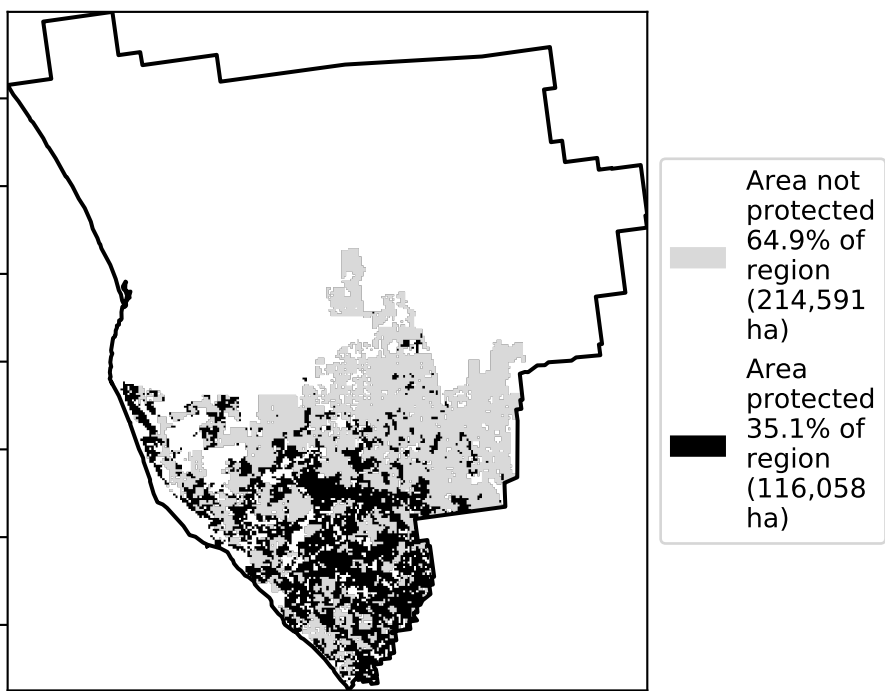 Area not
protected
64.9% of
region
(214,591
ha)
Area
protected
35.1% of
region
(116,058
ha)